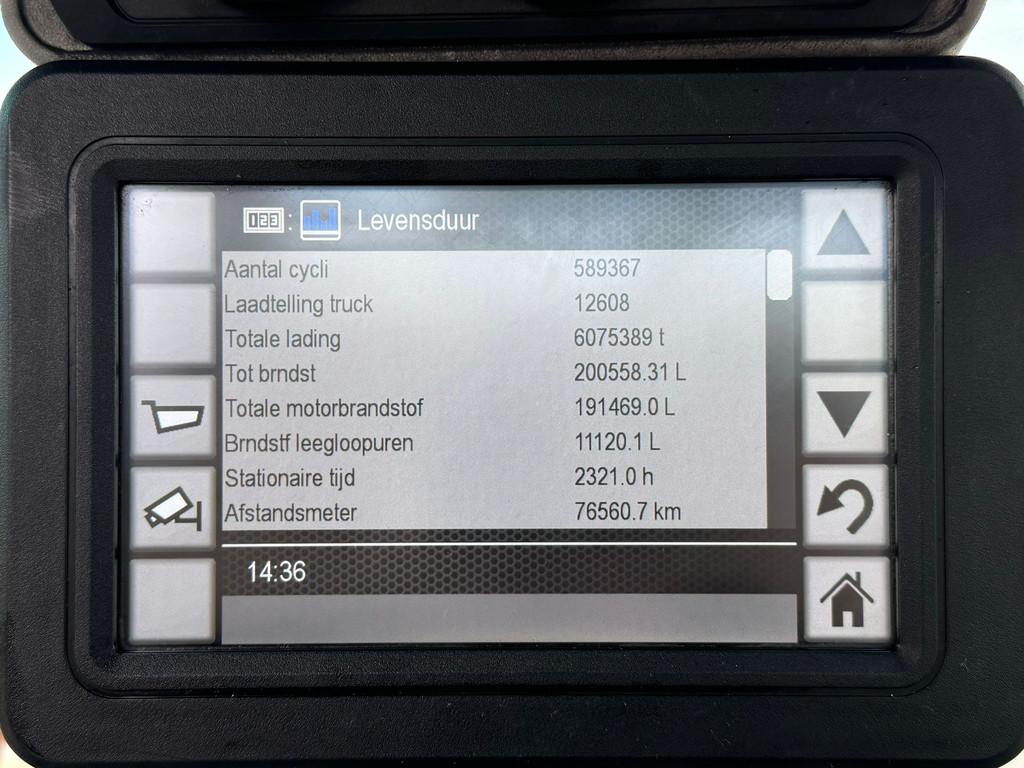 123 : Levensduur
Aantal cycli 589367
Laadtelling truck 12608
Totale lading 6075389 t
Tot brndst 200558.31 L
Totale motorbrandstof 191469.0 L
Brndstf leegloopuren 11120.1 L
Stationaire tijd 2321.0 h
Afstandsmeter 76560.7 km
14:36